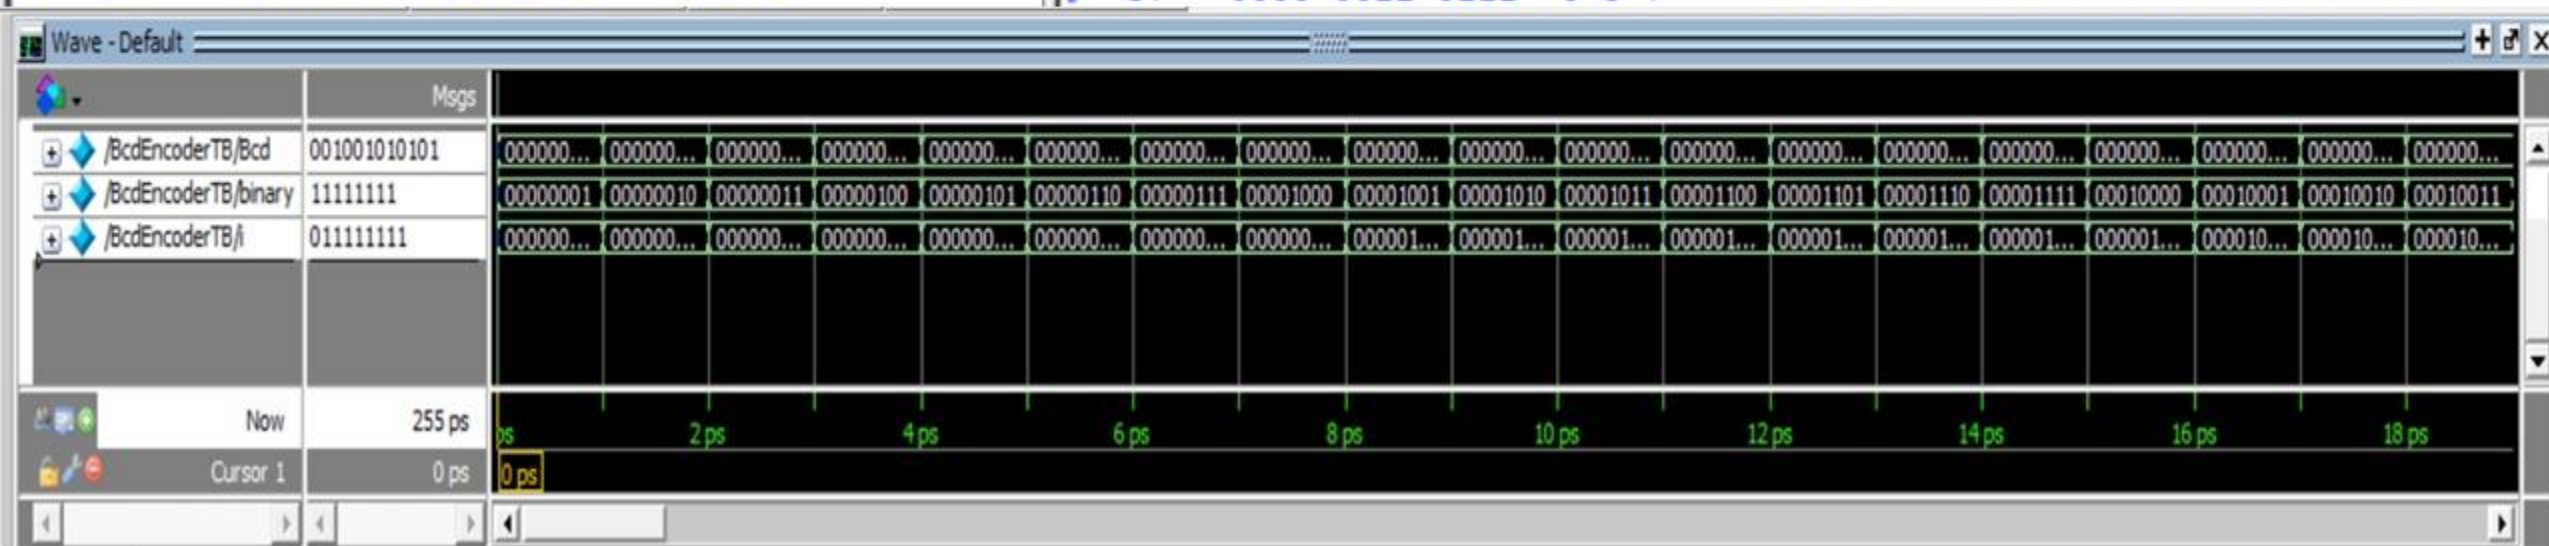 Wave - Default
Msgs
/BcdEncoderTB/Bcd 001001010101 000000... 000000... 000000... 000000... 000000... 000000... 000000... 000000... 000000... 000000... 000000... 000000... 000000... 000000... 000000... 000000... 000000... 000000... 000000...
/BcdEncoderTB/binary 11111111 00000001 00000010 00000011 00000100 00000101 00000110 00000111 00001000 00001001 00001010 00001011 00001100 00001101 00001110 00001111 00010000 00010001 00010010 00010011
/BcdEncoderTB/i 011111111 000000... 000000... 000000... 000000... 000000... 000000... 000000... 000000... 000001... 000001... 000001... 000001... 000001... 000001... 000001... 000001... 000010... 000010... 000010...
Now 255 ps ps 2 ps 4 ps 6 ps 8 ps 10 ps 12 ps 14 ps 16 ps 18 ps
Cursor 1 0 ps 0 ps